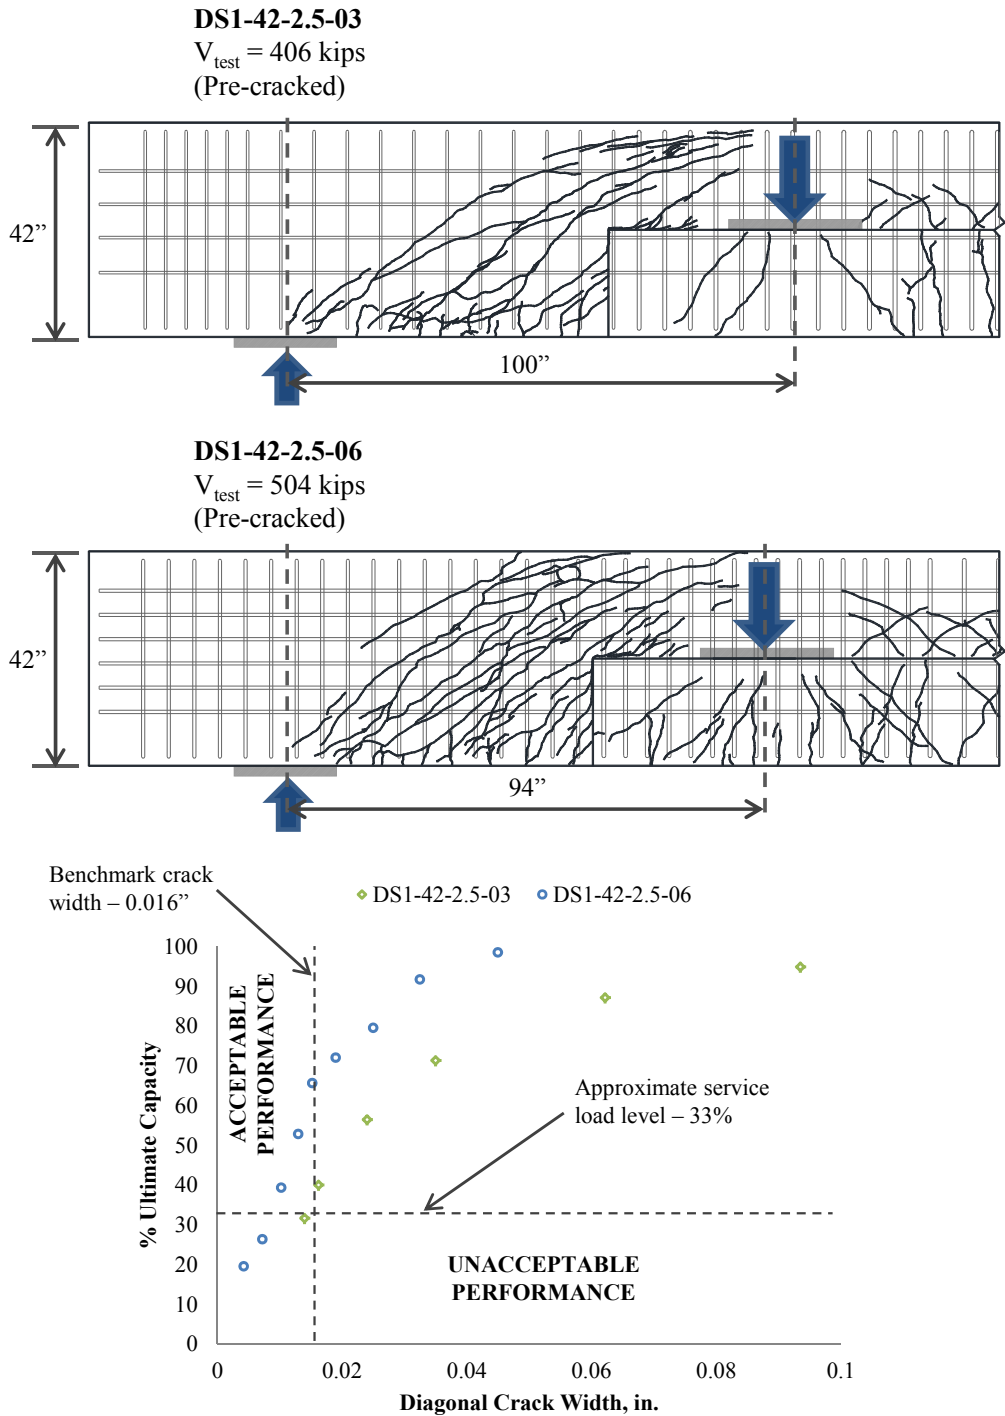 DS1-42-2.5-03
Vtest = 406 kips
(Pre-cracked)
42”
100”
DS1-42-2.5-06
Vtest = 504 kips
(Pre-cracked)
42”
94”
Benchmark crack
width – 0.016”
DS1-42-2.5-03 DS1-42-2.5-06
100
90
80
70
60
50
40
30
20
10
0
% Ultimate Capacity
ACCEPTABLE
PERFORMANCE
Approximate service
load level – 33%
UNACCEPTABLE
PERFORMANCE
0 0.02 0.04 0.06 0.08 0.1
Diagonal Crack Width, in.